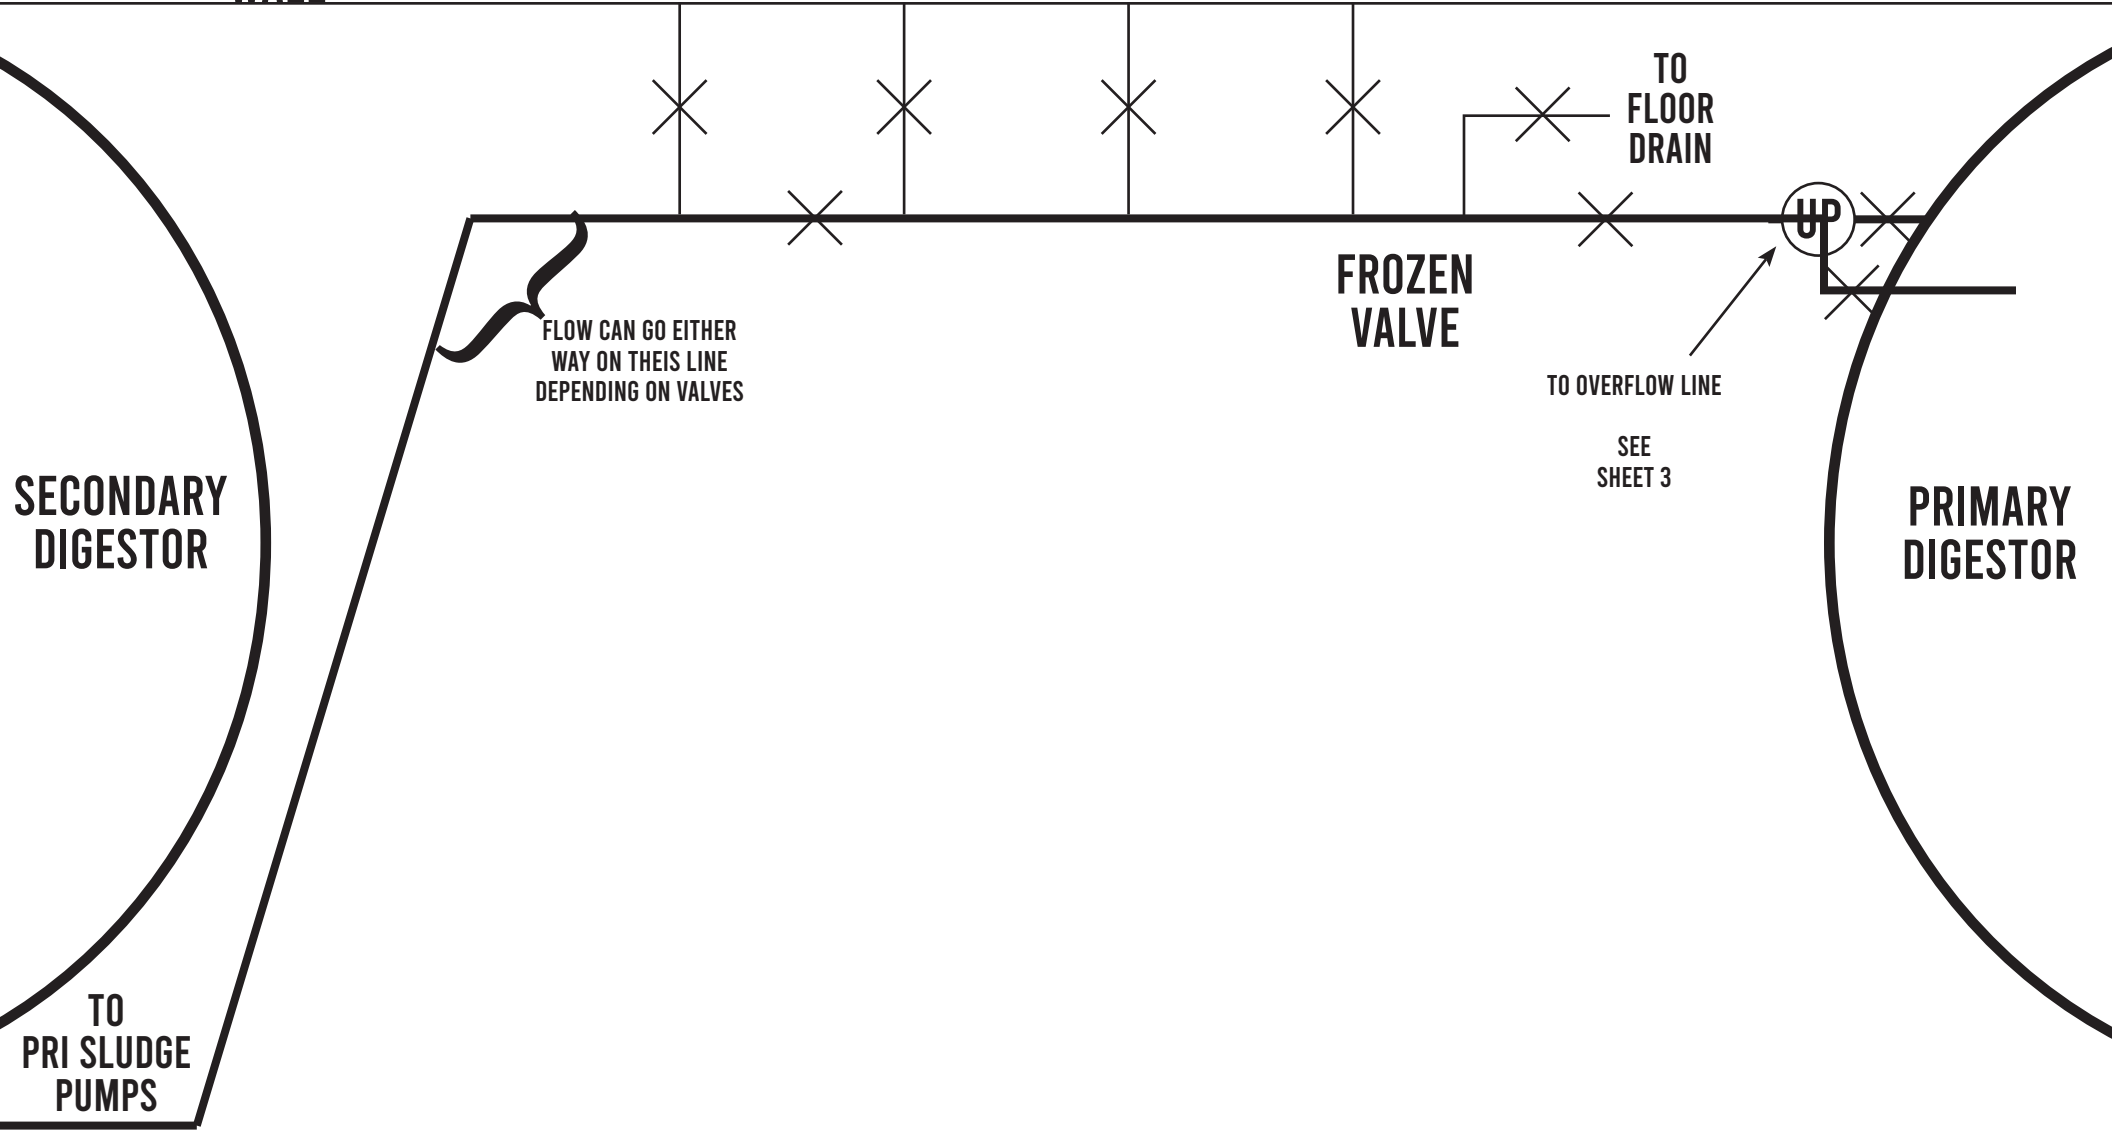 TO
FLOOR
DRAIN
UP
FROZEN
VALVE
FLOW CAN GO EITHER
WAY ON THEIS LINE
DEPENDING ON VALVES
TO OVERFLOW LINE
SEE
SHEET 3
SECONDARY
DIGESTOR
PRIMARY
DIGESTOR
TO
PRI SLUDGE
PUMPS